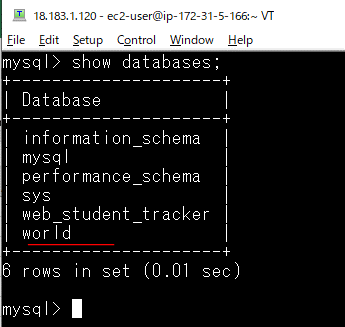 18.183.1.120 - ec2-user@ip-172-31-5-166:~ VT
File Edit Setup Control Window Help
mysql> show databases;
+--------------------+
| Database           |
+--------------------+
| information_schema |
| mysql              |
| performance_schema |
| sys                |
| web_student_tracker |
| world              |
+--------------------+
6 rows in set (0.01 sec)
mysql>